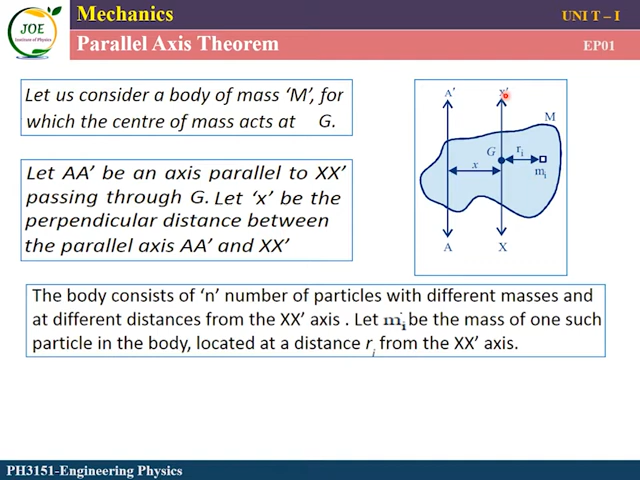 JOE
Institute of Physics
Mechanics
UNIT – I
Parallel Axis Theorem
EP01
Let us consider a body of mass ‘M’, for
which the centre of mass acts at G.
Let AA’ be an axis parallel to XX’
passing through G. Let ‘x’ be the
perpendicular distance between
the parallel axis AA’ and XX’
A’ X’
M
G ri
x mi
A X
The body consists of ‘n’ number of particles with different masses and
at different distances from the XX’ axis . Let mi be the mass of one such
particle in the body, located at a distance ri from the XX’ axis.
PH3151-Engineering Physics